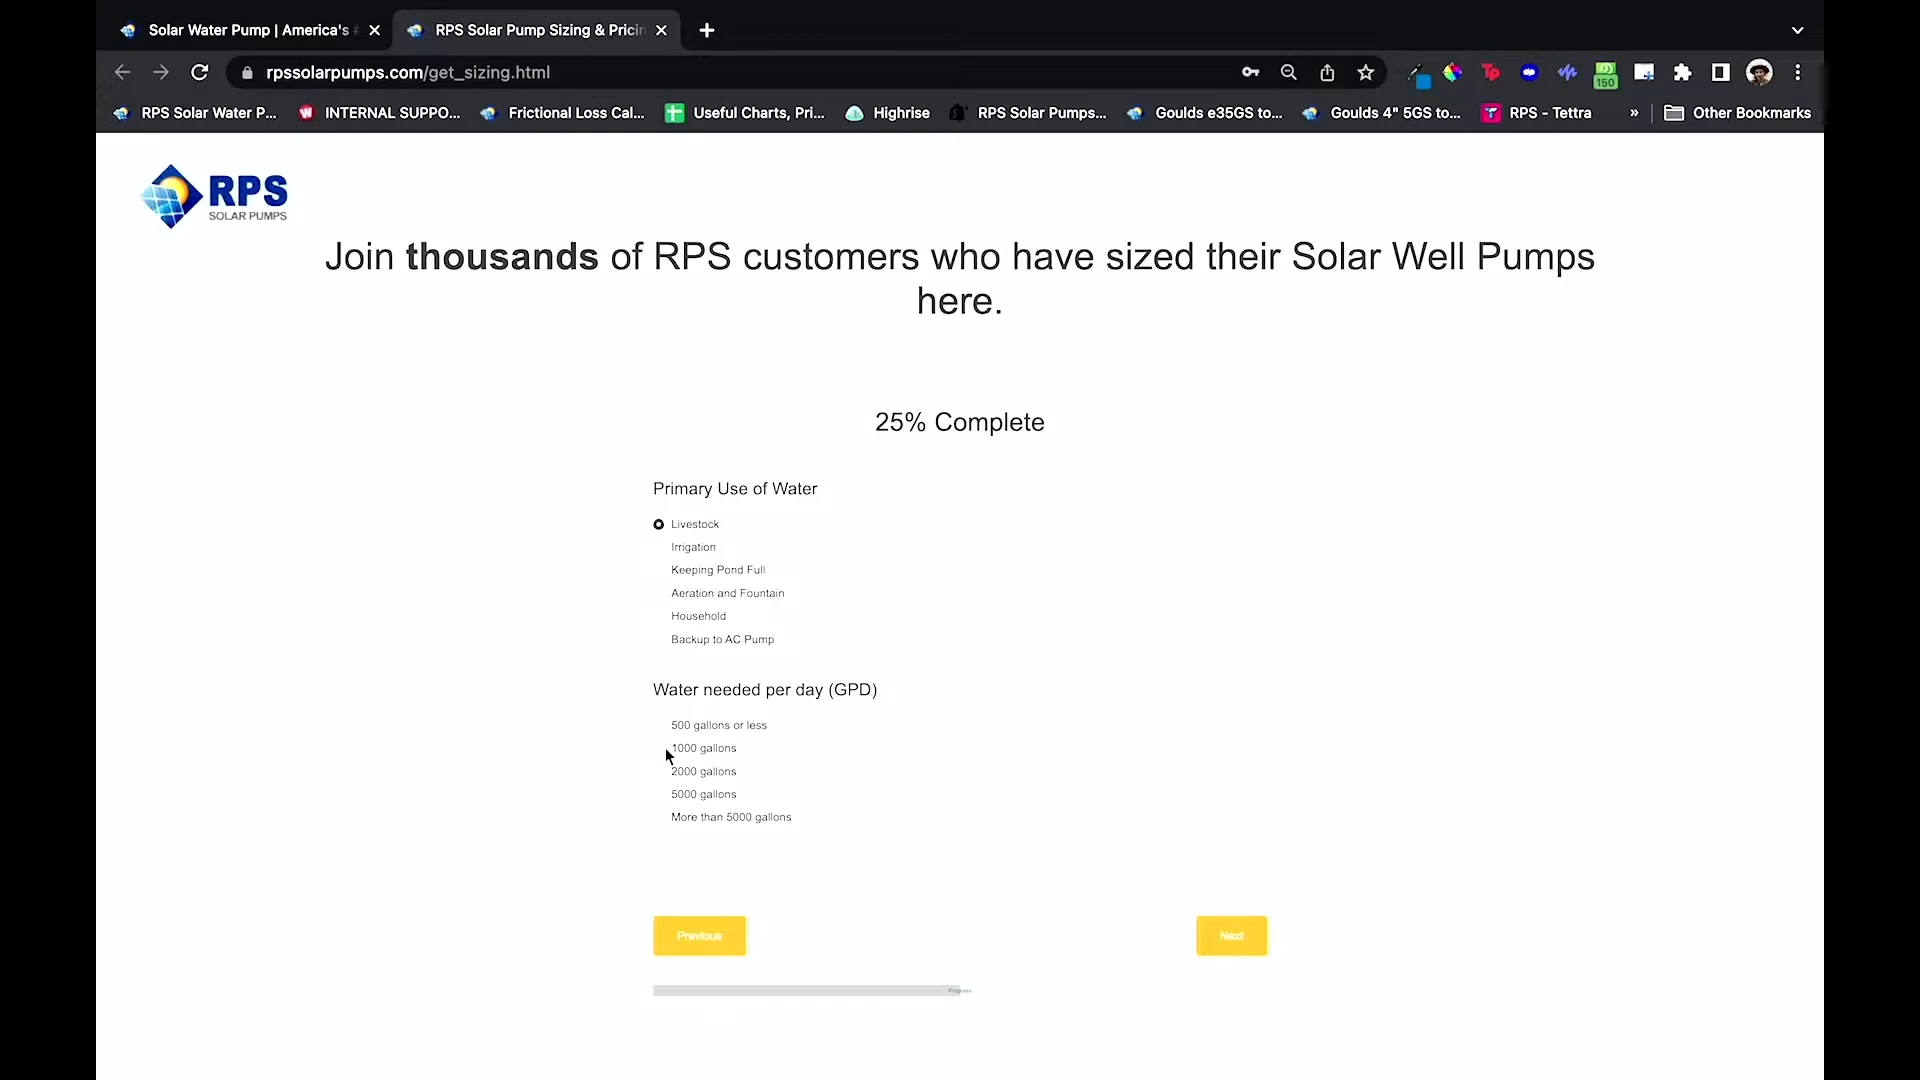 Solar Water Pump | America's #
RPS Solar Pump Sizing & Pricin
rpssolarpumps.com/get_sizing.html
150
RPS Solar Water P...
INTERNAL SUPPO...
Frictional Loss Cal...
Useful Charts, Pri...
Highrise
RPS Solar Pumps...
Goulds e35GS to...
Goulds 4" 5GS to...
RPS - Tettra
Other Bookmarks
RPS
SOLAR PUMPS
Join thousands of RPS customers who have sized their Solar Well Pumps
here.
25% Complete
Primary Use of Water
Livestock
Irrigation
Keeping Pond Full
Aeration and Fountain
Household
Backup to AC Pump
Water needed per day (GPD)
500 gallons or less
1000 gallons
2000 gallons
5000 gallons
More than 5000 gallons
Previous
Next
Progress